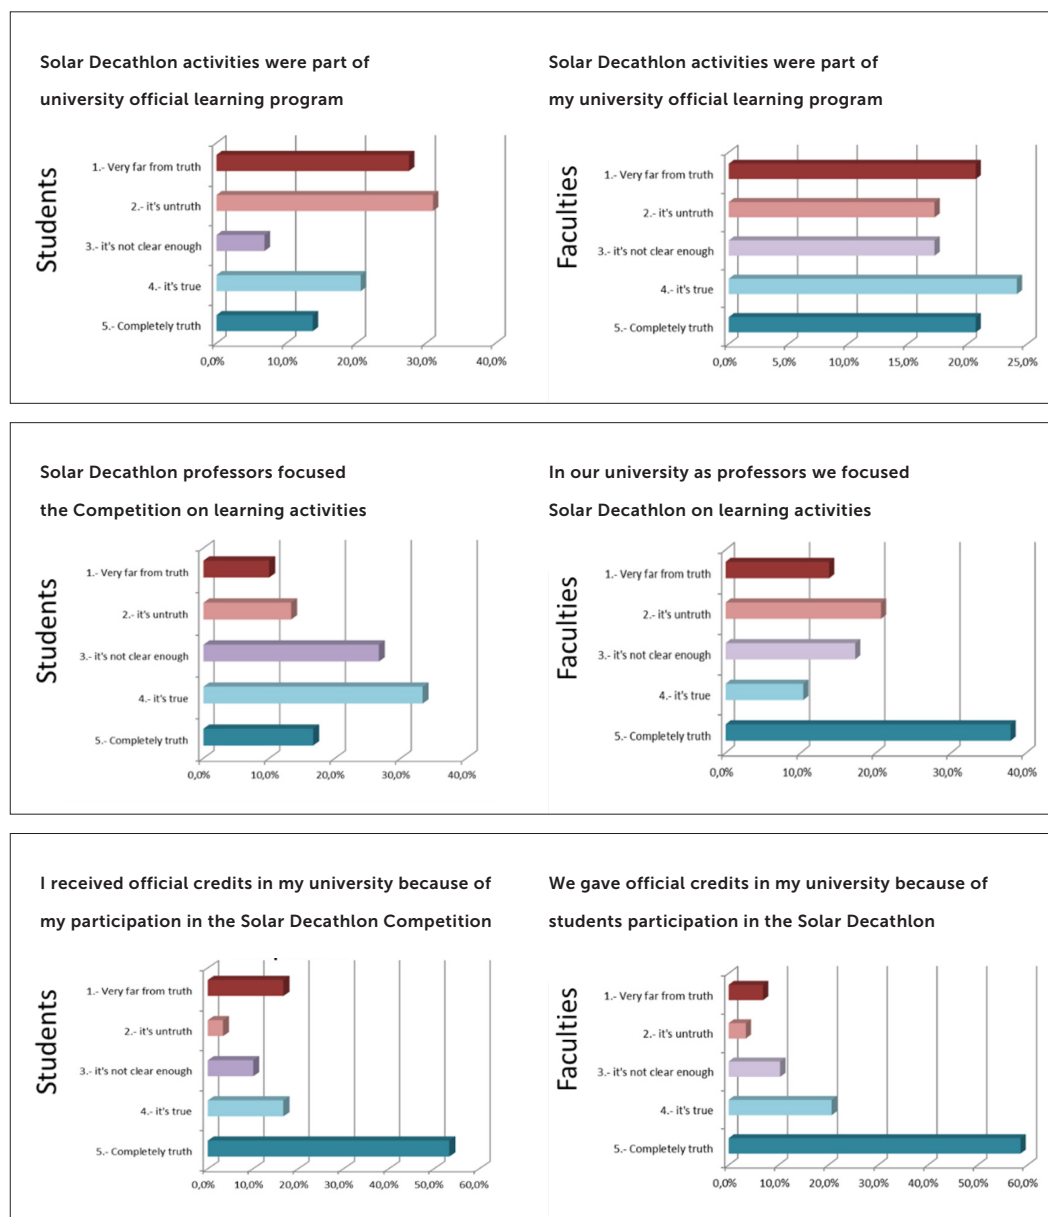 Solar Decathlon activities were part of
university official learning program
Students
1.- Very far from truth
2.- it's untruth
3.- it's not clear enough
4.- it's true
5.- Completely truth
0,0% 10,0% 20,0% 30,0% 40,0%
Solar Decathlon activities were part of
my university official learning program
Faculties
1.- Very far from truth
2.- it's untruth
3.- it's not clear enough
4.- it's true
5.- Completely truth
0,0% 5,0% 10,0% 15,0% 20,0% 25,0%
Solar Decathlon professors focused
the Competition on learning activities
Students
1.- Very far from truth
2.- it's untruth
3.- it's not clear enough
4.- it's true
5.- Completely truth
0,0% 10,0% 20,0% 30,0% 40,0%
In our university as professors we focused
Solar Decathlon on learning activities
Faculties
1.- Very far from truth
2.- it's untruth
3.- it's not clear enough
4.- it's true
5.- Completely truth
0,0% 10,0% 20,0% 30,0% 40,0%
I received official credits in my university because of
my participation in the Solar Decathlon Competition
Students
1.- Very far from truth
2.- it's untruth
3.- it's not clear enough
4.- it's true
5.- Completely truth
0,0% 10,0% 20,0% 30,0% 40,0% 50,0% 60,0%
We gave official credits in my university because of
students participation in the Solar Decathlon
Faculties
1.- Very far from truth
2.- it's untruth
3.- it's not clear enough
4.- it's true
5.- Completely truth
0,0% 10,0% 20,0% 30,0% 40,0% 50,0% 60,0%